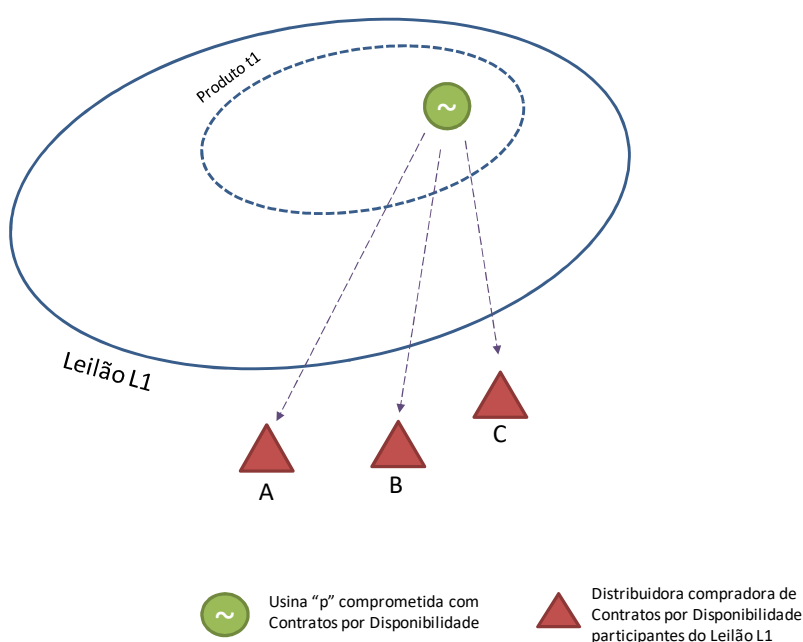 Produto t1
~
Leilão L1
A
B
C
~
Usina “p” comprometida com
Contratos por Disponibilidade
Distribuidora compradora de
Contratos por Disponibilidade
participantes do Leilão L1